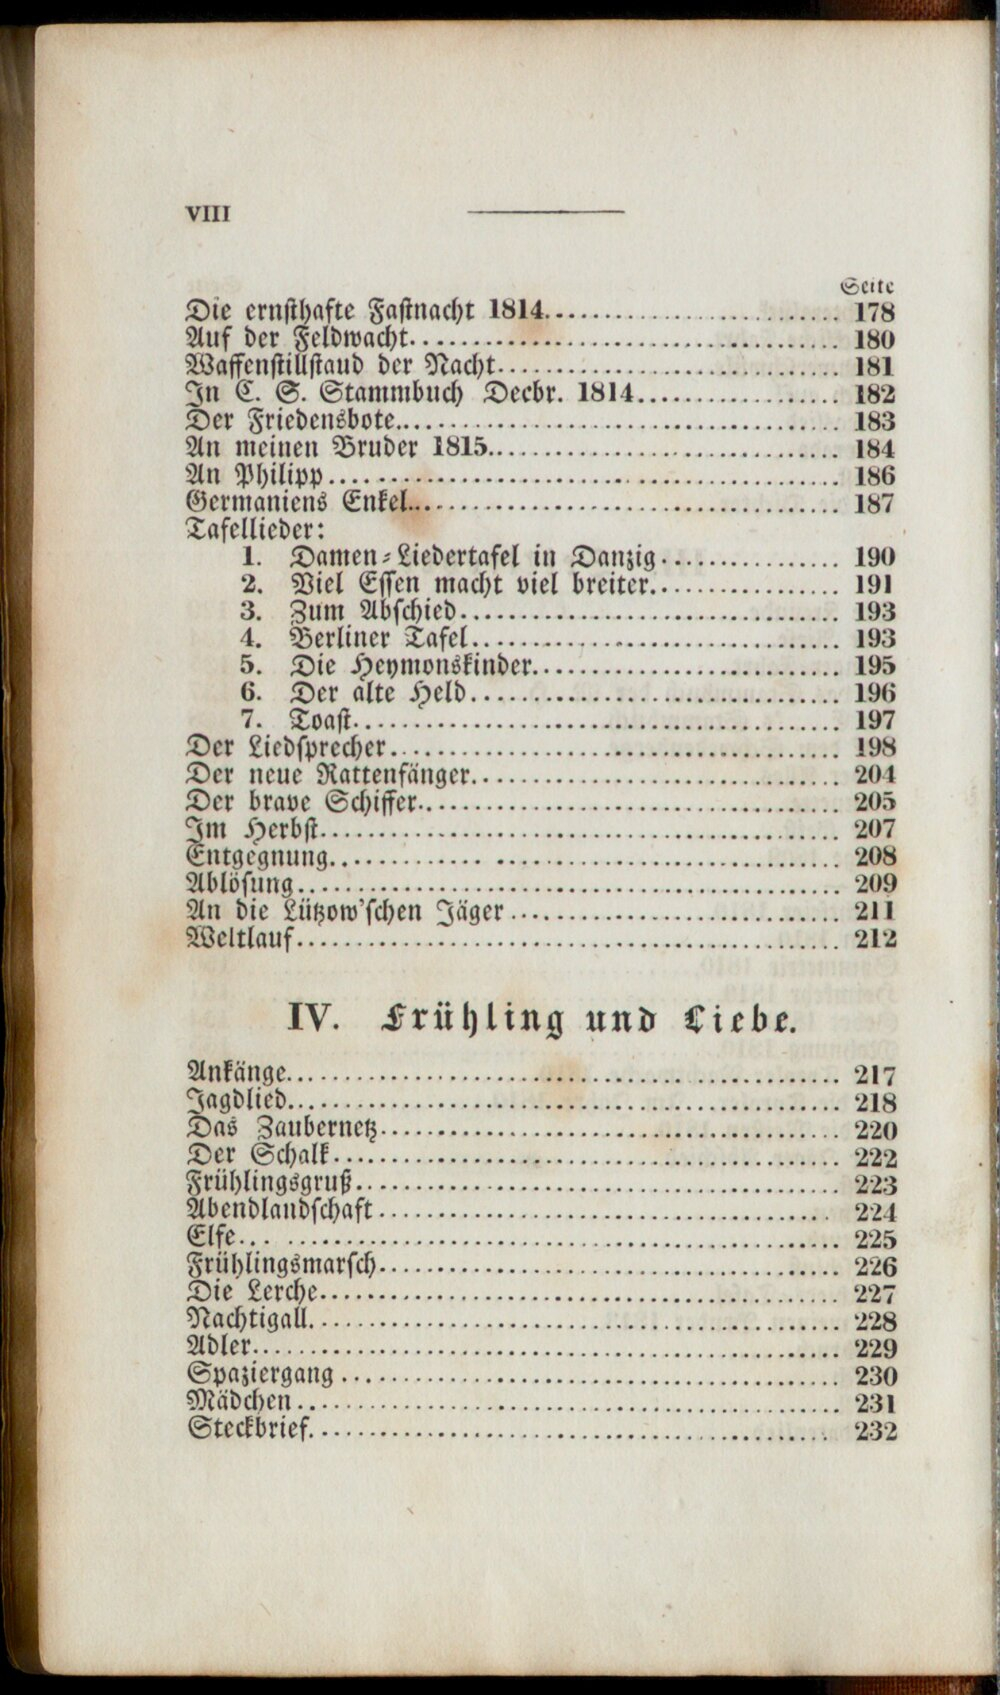 VIII
Seite
Die ernsthafte Fastnacht 1814..................... 178
Auf der Feldwacht.............................. 180
Waffenstillstaud der Nacht........................ 181
In C. S. Stammbuch Decbr. 1814............... 182
Der Friedensbote................................ 183
An meinen Bruder 1815......................... 184
An Philipp..................................... 186
Germaniens Enkel............................... 187
Tafellieder:
1. Damen-Liedertafel in Danzig............... 190
2. Viel Essen macht viel breiter............... 191
3. Zum Abschied............................ 193
4. Berliner Tafel........................... 193
5. Die Heymonskinder....................... 195
6. Der alte Held........................... 196
7. Toast................................... 197
Der Liedsprecher................................ 198
Der neue Rattenfänger........................... 204
Der brave Schiffer.............................. 205
Im Herbst...................................... 207
Entgegnung..................................... 208
Ablösung....................................... 209
An die Lützow'schen Jäger........................ 211
Weltlauf....................................... 212
IV. Frühling und Liebe.
Ankänge........................................ 217
Jagdlied........................................ 218
Das Zaubernetz................................. 220
Der Schalk..................................... 222
Frühlingsgruß................................... 223
Abendlandschaft................................. 224
Elfe........................................... 225
Frühlingsmarsch................................. 226
Die Lerche..................................... 227
Nachtigall...................................... 228
Adler.......................................... 229
Spaziergang.................................... 230
Mädchen....................................... 231
Steckbrief...................................... 232